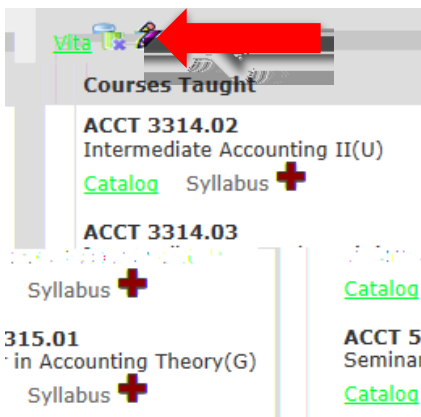 Vita
Courses Taught
ACCT 3314.02
Intermediate Accounting II(U)
Catalog Syllabus
ACCT 3314.03
Syllabus
Catalog
315.01
ACCT 5
in Accounting Theory(G)
Seminar
Syllabus
Catalog